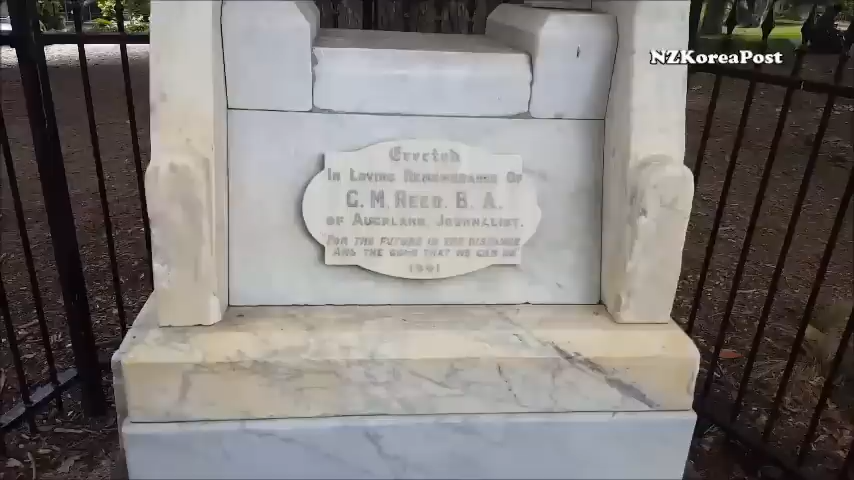 NZKoreaPost
Erected
IN LOVING REMEMBRANCE OF
G. M. REED. B. A.
OF AUCKLAND, JOURNALIST.
FOR THE FUTURE IN THE DISTANCE
AND THE GOOD THAT WE CAN DO
1901